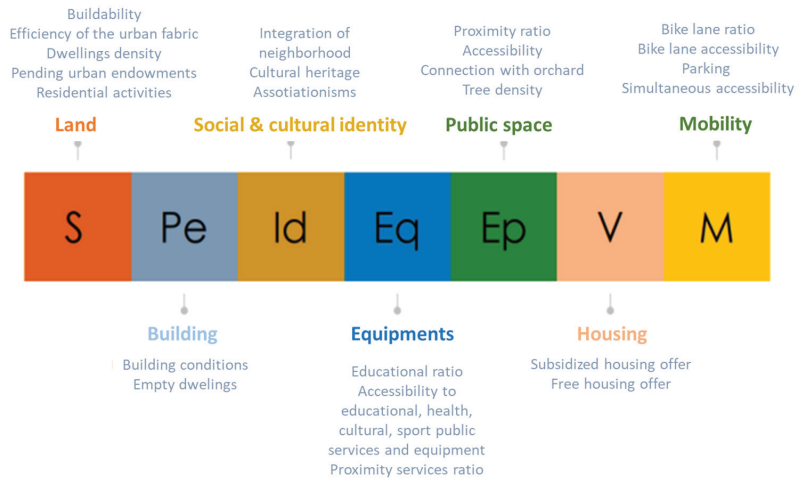 Buildability
Efficiency of the urban fabric
Dwellings density
Pending urban endowments
Residential activities
Land
Integration of
neighborhood
Cultural heritage
Assotiationisms
Social & cultural identity
Proximity ratio
Accessibility
Connection with orchard
Tree density
Public space
Bike lane ratio
Bike lane accessibility
Parking
Simultaneous accessibility
Mobility
S
Pe
Id
Eq
Ep
V
M
Building
Building conditions
Empty dwelings
Equipments
Educational ratio
Accessibility to
educational, health,
cultural, sport public
services and equipment
Proximity services ratio
Housing
Subsidized housing offer
Free housing offer